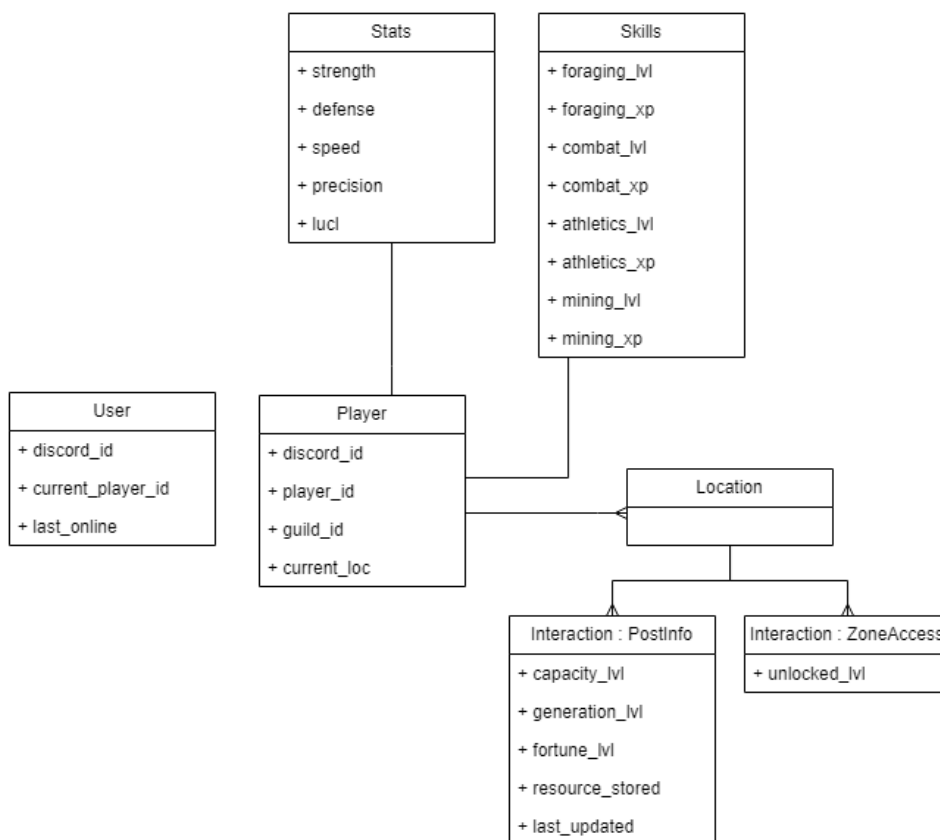 Stats
+ strength
+ defense
+ speed
+ precision
+ lucl
Skills
+ foraging_lvl
+ foraging_xp
+ combat_lvl
+ combat_xp
+ athletics_lvl
+ athletics_xp
+ mining_lvl
+ mining_xp
User
+ discord_id
+ current_player_id
+ last_online
Player
+ discord_id
+ player_id
+ guild_id
+ current_loc
Location
Interaction : PostInfo
+ capacity_lvl
+ generation_lvl
+ fortune_lvl
+ resource_stored
+ last_updated
Interaction : ZoneAccess
+ unlocked_lvl